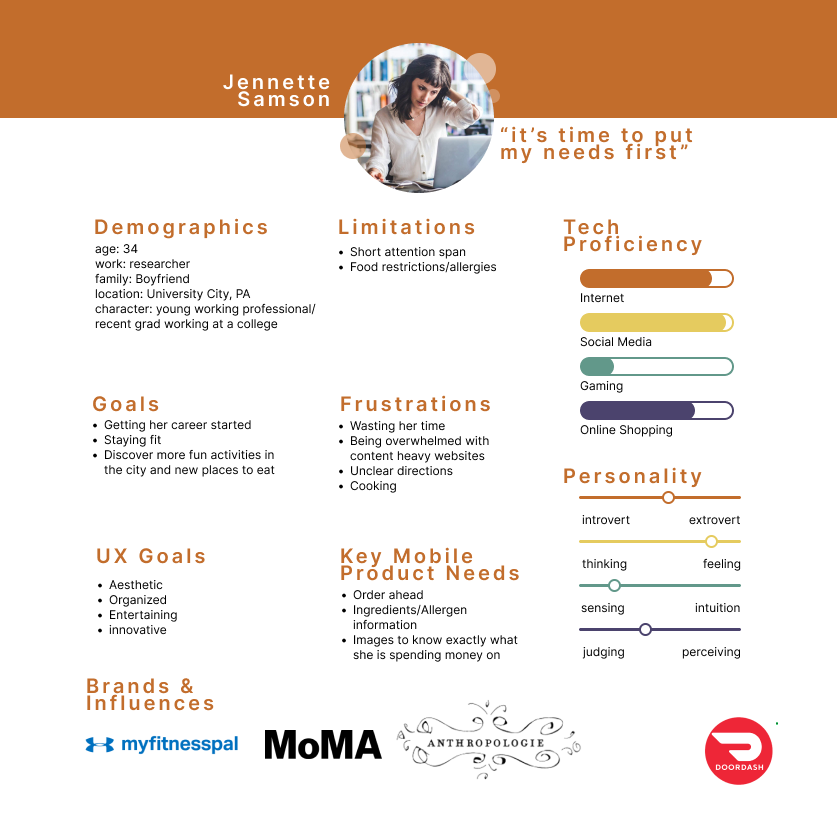 Jennette
Samson
“it’s time to put
my needs first”
Demographics
age: 34
work: researcher
family: Boyfriend
location: University City, PA
character: young working professional/
recent grad working at a college
Limitations
• Short attention span
• Food restrictions/allergies
Tech
Proficiency
Internet
Social Media
Gaming
Online Shopping
Goals
• Getting her career started
• Staying fit
• Discover more fun activities in
the city and new places to eat
Frustrations
• Wasting her time
• Being overwhelmed with
content heavy websites
• Unclear directions
• Cooking
Personality
introvert extrovert
thinking feeling
sensing intuition
judging perceiving
UX Goals
• Aesthetic
• Organized
• Entertaining
• innovative
Key Mobile
Product Needs
• Order ahead
• Ingredients/Allergen
information
• Images to know exactly what
she is spending money on
Brands &
Influences
myfitnesspal
MoMA
ANTHROPOLOGIE
DOORDASH